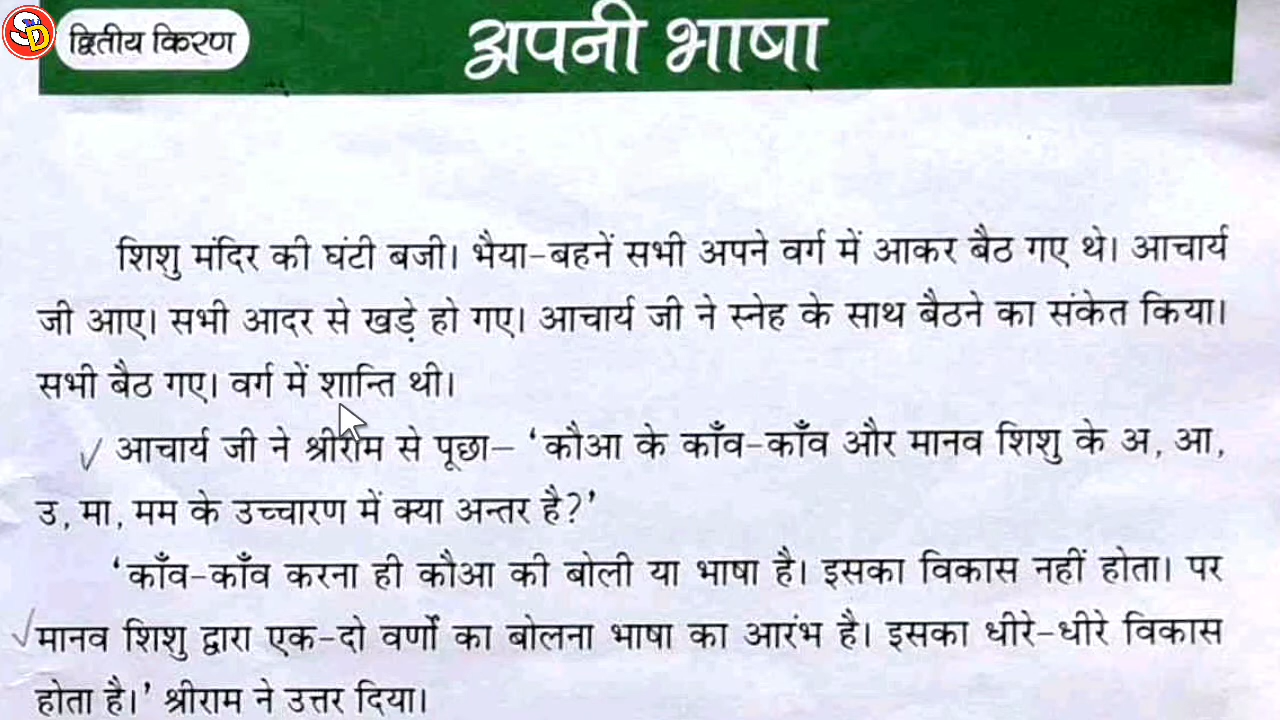 SD
द्वितीय किरण
अपनी भाषा
शिशु मंदिर की घंटी बजी। भैया-बहनें सभी अपने वर्ग में आकर बैठ गए थे। आचार्य
जी आए। सभी आदर से खड़े हो गए। आचार्य जी ने स्नेह के साथ बैठने का संकेत किया।
सभी बैठ गए। वर्ग में शान्ति थी।
आचार्य जी ने श्रीराम से पूछा– ‘कौआ के काँव-काँव और मानव शिशु के अ, आ,
उ, मा, मम के उच्चारण में क्या अन्तर है?’
‘काँव-काँव करना ही कौआ की बोली या भाषा है। इसका विकास नहीं होता। पर
मानव शिशु द्वारा एक-दो वर्णों का बोलना भाषा का आरंभ है। इसका धीरे-धीरे विकास
होता है।’ श्रीराम ने उत्तर दिया।